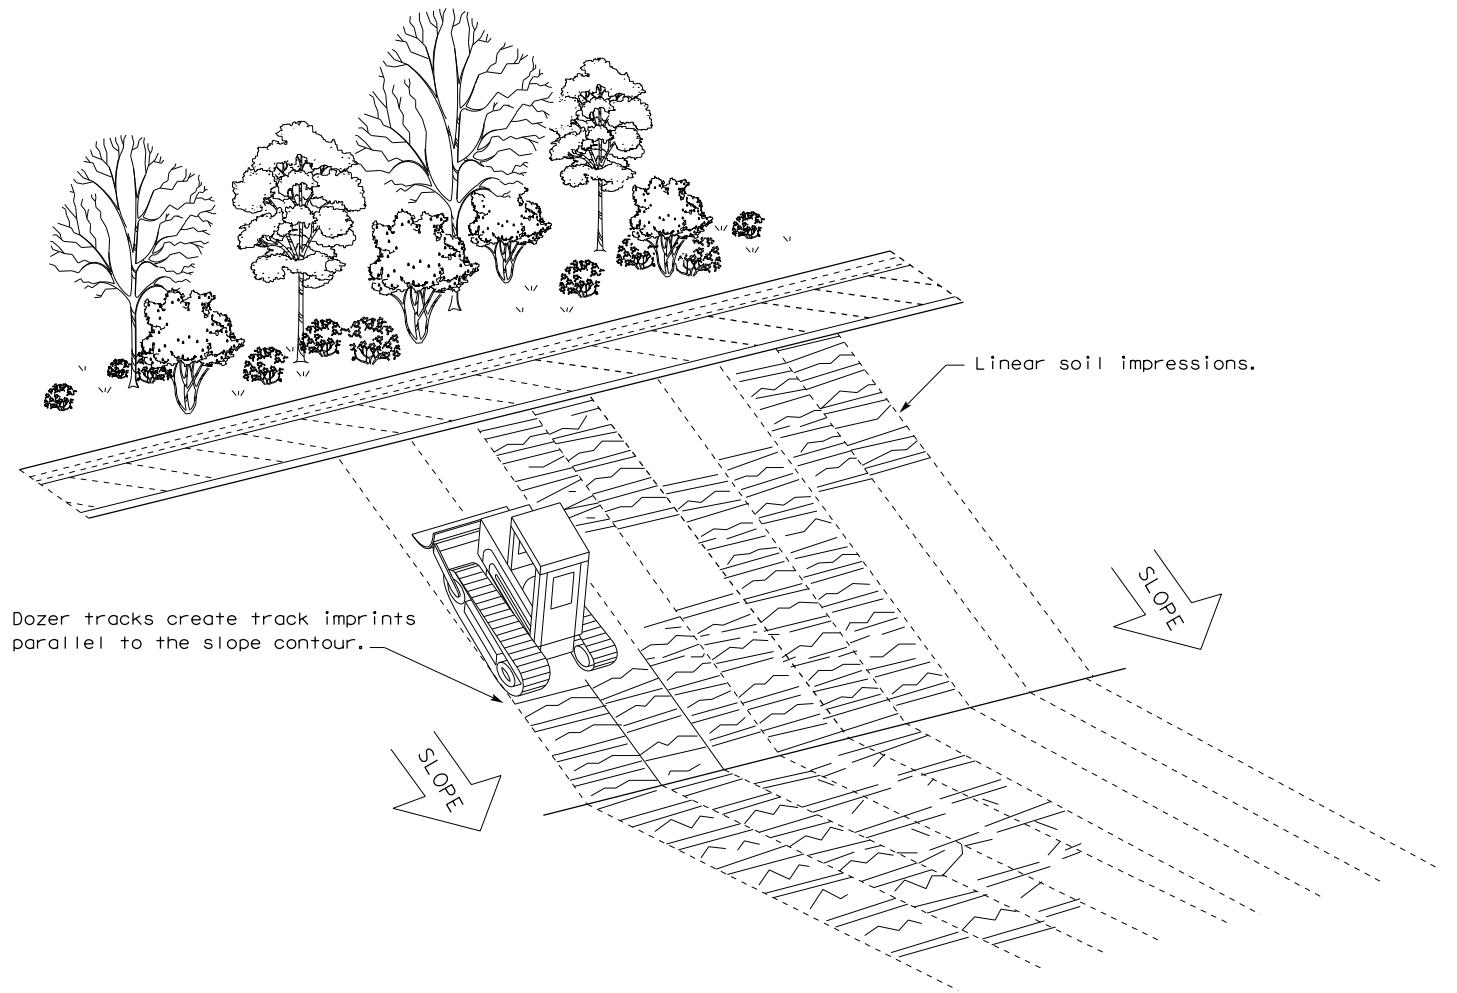 Linear soil impressions.
SLOPE
Dozer tracks create track imprints
parallel to the slope contour.
SLOPE